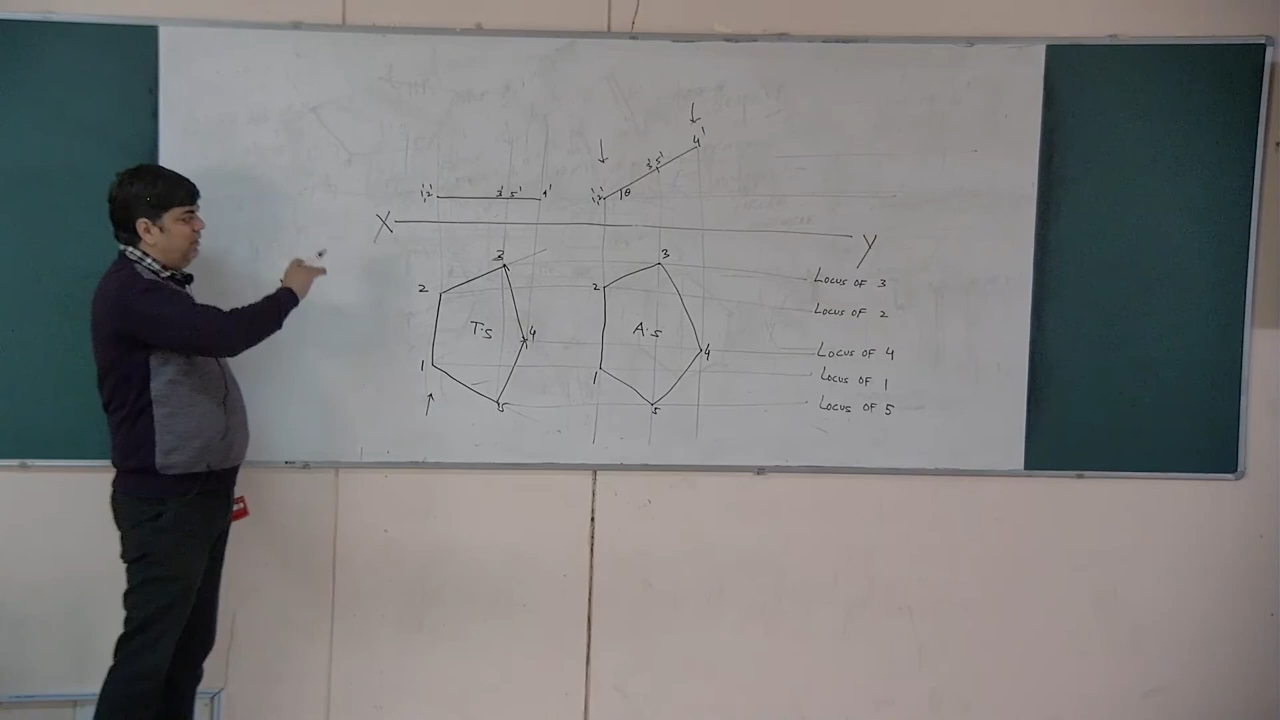 4'
3' 5'
1' 2' 3' 5' 4' 1' 2' θ
X Y
3 3
2 2
Locus OF 3
Locus OF 2
T.S 4 A.S 4
Locus OF 4
1 1
Locus OF 1
5 5
Locus OF 5